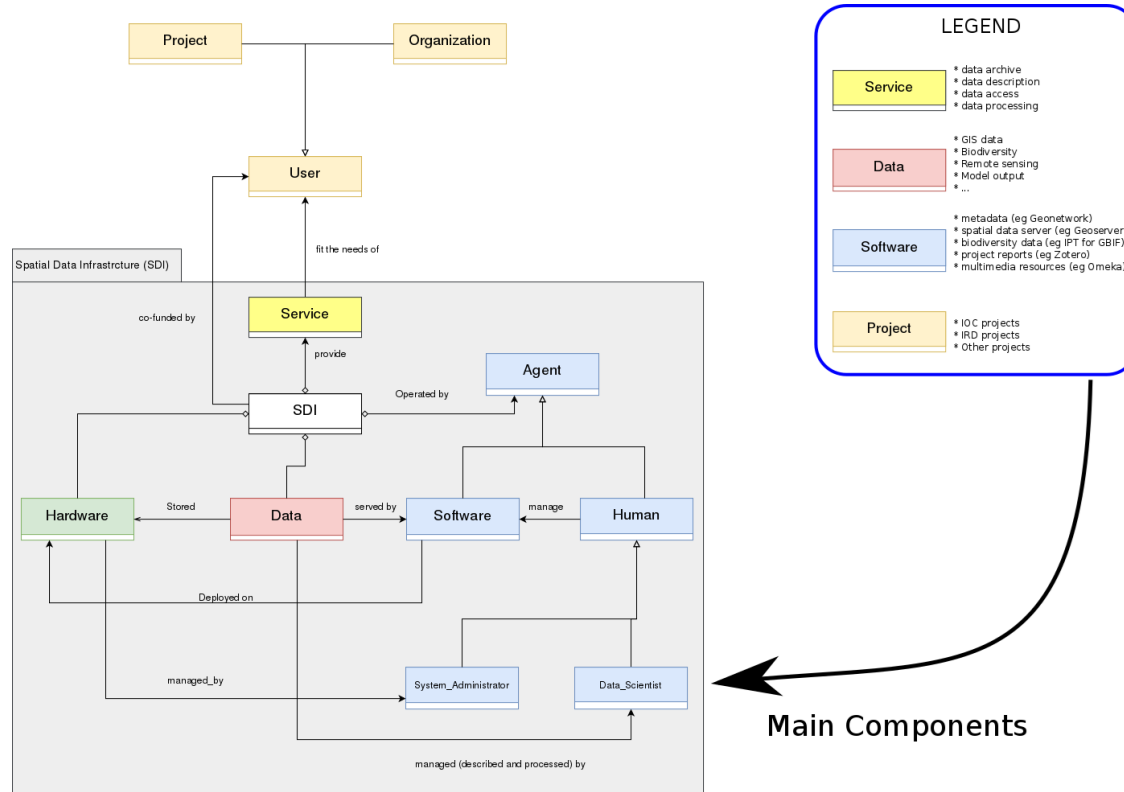 Project
Organization
User
fit the needs of
Spatial Data Infrastrcture (SDI)
co-funded by
Service
provide
Agent
SDI
Operated by
Hardware
Stored
Data
served by
Software
manage
Human
Deployed on
managed_by
System_Administrator
Data_Scientist
managed (described and processed) by
LEGEND
Service
* data archive
* data description
* data access
* data processing
Data
* GIS data
* Biodiversity
* Remote sensing
* Model output
* ...
Software
* metadata (eg Geonetwork)
* spatial data server (eg Geoserver
* biodiversity data (eg IPT for GBIF)
* project reports (eg Zotero)
* multimedia resources (eg Omeka)
Project
* IOC projects
* IRD projects
* Other projects
Main Components